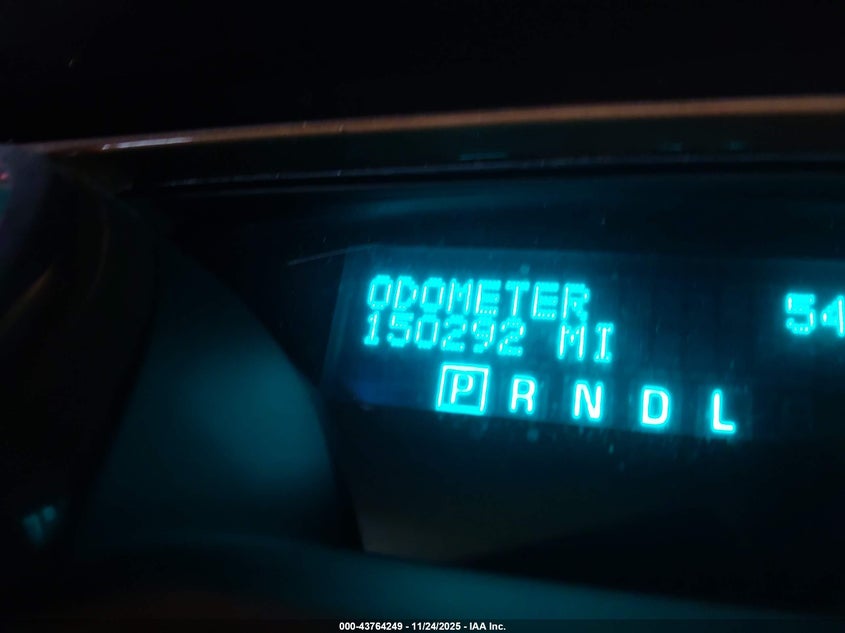 ODOMETER
150292 MI
54
P R N D L
000-43764249 - 11/24/2025 - IAA Inc.